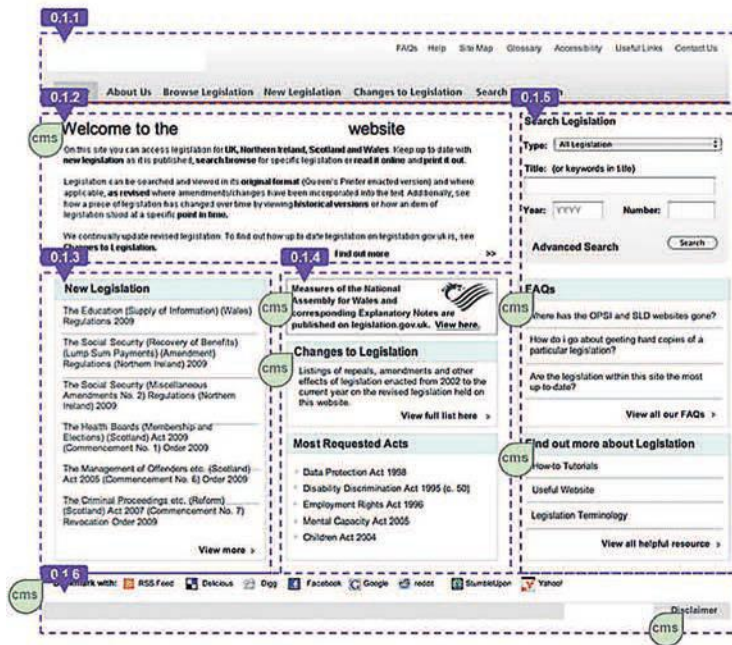 0.1.1
FAQs Help Site Map Glossary Accessibility Useful Links Contact Us
About Us Browse Legislation New Legislation Changes to Legislation Search
0.1.2
0.1.5
cms
Welcome to the website
On this site you can access legislation for UK, Northern Ireland, Scotland and Wales. Keep up to date with
new legislation as it is published, search browse for specific legislation or read it online and print it out.
Legislation can be searched and viewed in its original format (Queen's Printer enacted version) and where
applicable, as revised where amendments/changes have been incorporated into the text. Additionally, see
how a piece of legislation has changed over time by viewing historical versions or how an item of
legislation stood at a specific point in time.
We continually update revised legislation. To find out how up to date legislation on legislation.gov.uk is, see
Changes to Legislation.
find out more >>
Search Legislation
Type: All Legislation
Title: (or keywords in title)
Year: YYYY Number:
Advanced Search Search
0.1.3
New Legislation
The Education (Supply of Information) (Wales)
Regulations 2009
The Social Security (Recovery of Benefits)
(Lump Sum Payments) (Amendment)
Regulations (Northern Ireland) 2009
The Social Security (Miscellaneous
Amendments No. 2) Regulations (Northern
Ireland) 2009
The Health Boards (Membership and
Elections) (Scotland) Act 2009
(Commencement No. 1) Order 2009
The Management of Offenders etc. (Scotland)
Act 2005 (Commencement No. 6) Order 2009
The Criminal Proceedings etc. (Reform)
(Scotland) Act 2007 (Commencement No. 7)
Revocation Order 2009
View more >
0.1.4
cms
Measures of the National
Assembly for Wales and
corresponding Explanatory Notes are
published on legislation.gov.uk. View here.
cms
Changes to Legislation
Listings of repeals, amendments and other
effects of legislation enacted from 2002 to the
current year on the revised legislation held on
this website.
View full list here >
Most Requested Acts
Data Protection Act 1998
Disability Discrimination Act 1995 (c. 50)
Employment Rights Act 1996
Mental Capacity Act 2005
Children Act 2004
cms
FAQs
Where has the OPSI and SLD websites gone?
How do i go about geeting hard copies of a
particular legislation?
Are the legislation within this site the most
up-to-date?
View all our FAQs >
cms
Find out more about Legislation
How-to Tutorials
Useful Website
Legislation Terminology
View all helpful resource >
0.1.6
with: RSS Feed Delicious Digg Facebook Google reddit StumbleUpon Yahoo!
cms
Disclaimer
cms